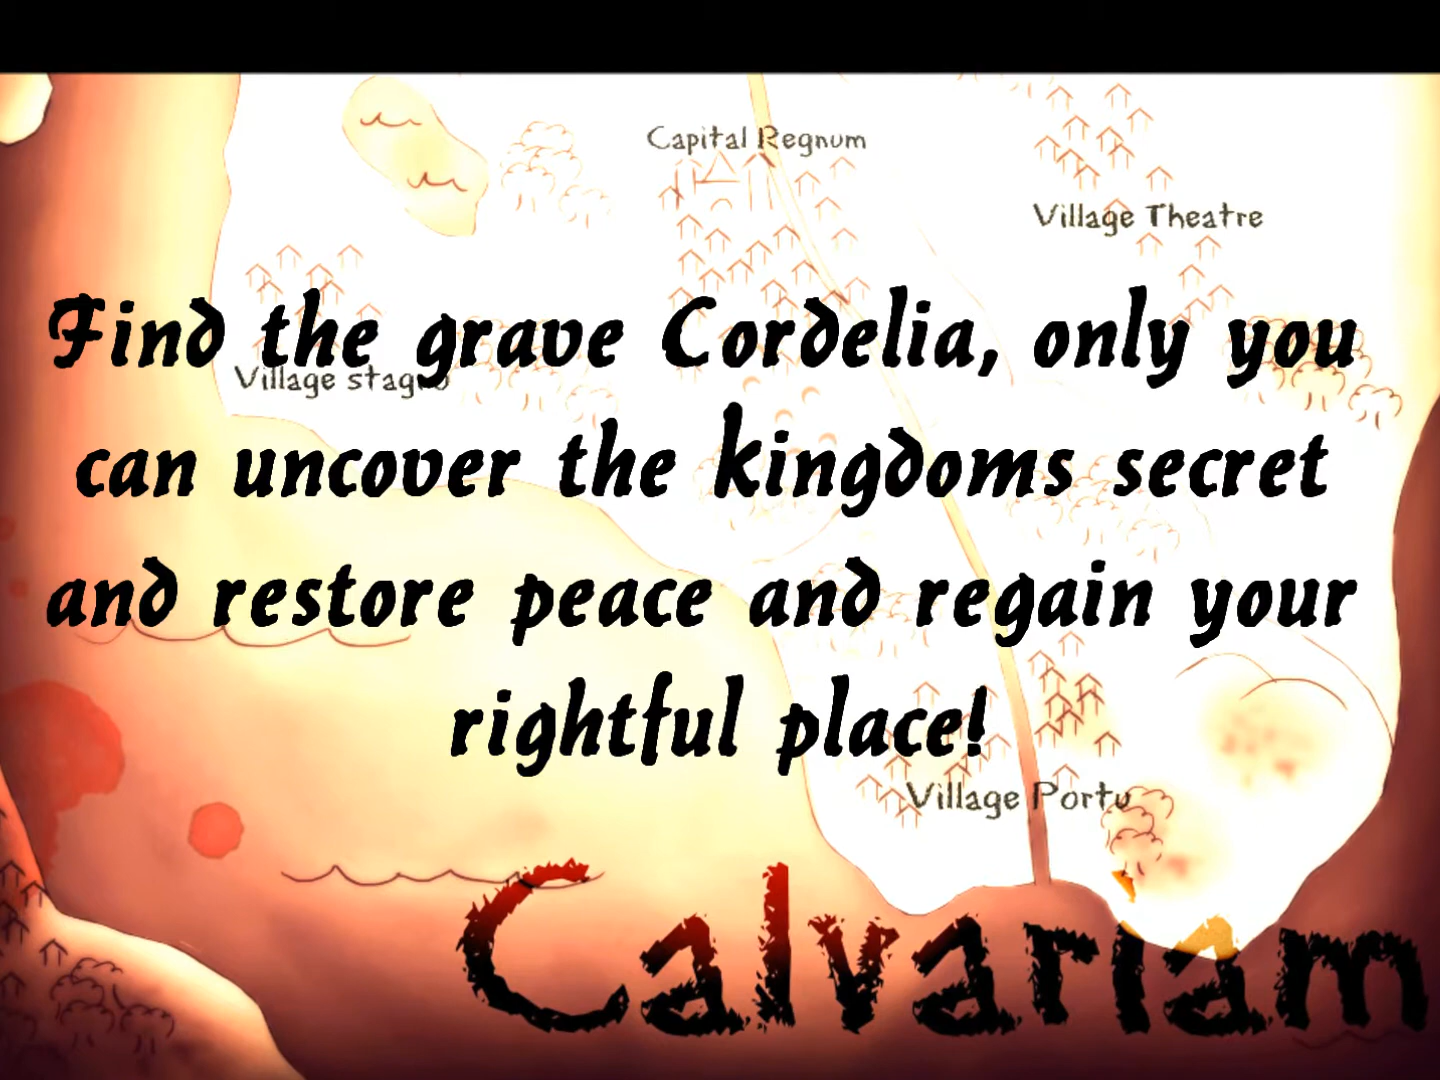 Capital Regnum
Village Theatre
Find the grave Cordelia, only you
Village stagno
can uncover the kingdoms secret
and restore peace and regain your
rightful place!
Village Portu
Calvariam